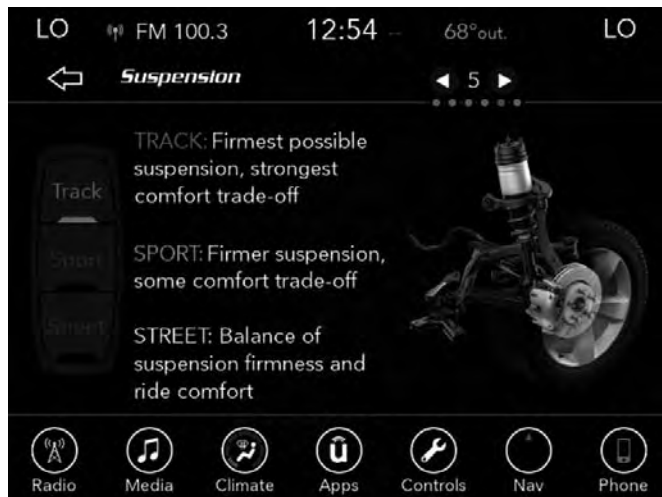 LO FM 100.3 12:54 -- 68°out. LO
Suspension 5
TRACK: Firmest possible
suspension, strongest
comfort trade-off
Track
SPORT: Firmer suspension,
some comfort trade-off
Sport
STREET: Balance of
suspension firmness and
ride comfort
Street
Radio Media Climate Apps Controls Nav Phone